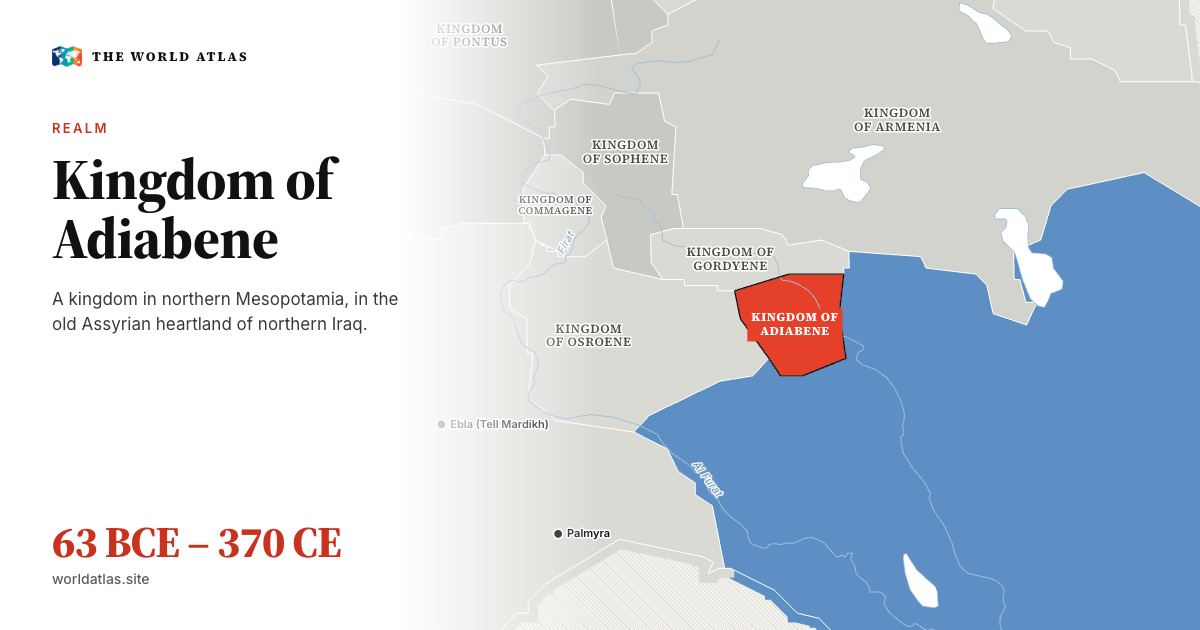 THE WORLD ATLAS
REALM
Kingdom of
Adiabene
A kingdom in northern Mesopotamia, in the
old Assyrian heartland of northern Iraq.
63 BCE – 370 CE
worldatlas.site
KINGDOM
OF PONTUS
KINGDOM
OF ARMENIA
KINGDOM
OF SOPHENE
KINGDOM OF
COMMAGENE
Firat
KINGDOM OF
GORDYENE
KINGDOM OF
ADIABENE
KINGDOM
OF OSROENE
Ebla (Tell Mardikh)
Al Furat
Palmyra